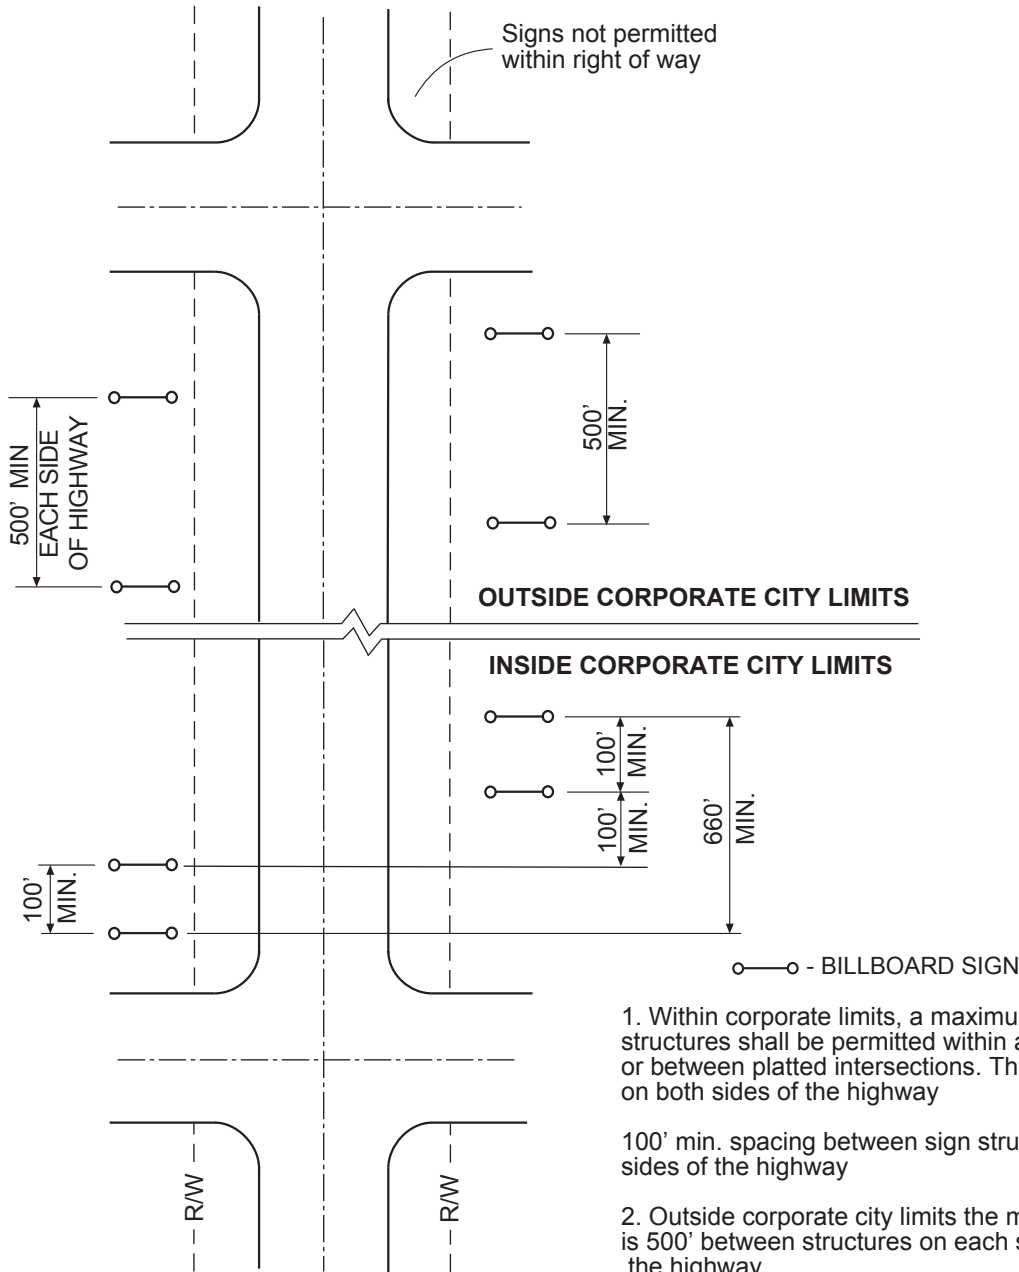 Signs not permitted
within right of way
500' MIN
EACH SIDE
OF HIGHWAY
500'
MIN.
OUTSIDE CORPORATE CITY LIMITS
INSIDE CORPORATE CITY LIMITS
100'
MIN.
100'
MIN.
660'
MIN.
100'
MIN.
- BILLBOARD SIGN
1. Within corporate limits, a
structures shall be permitted within
or between platted intersections.
on both sides of the highway
100' min. spacing between sign
sides of the highway
2. Outside corporate city limits the
is 500' between structures on each
the highway
R/W
R/W